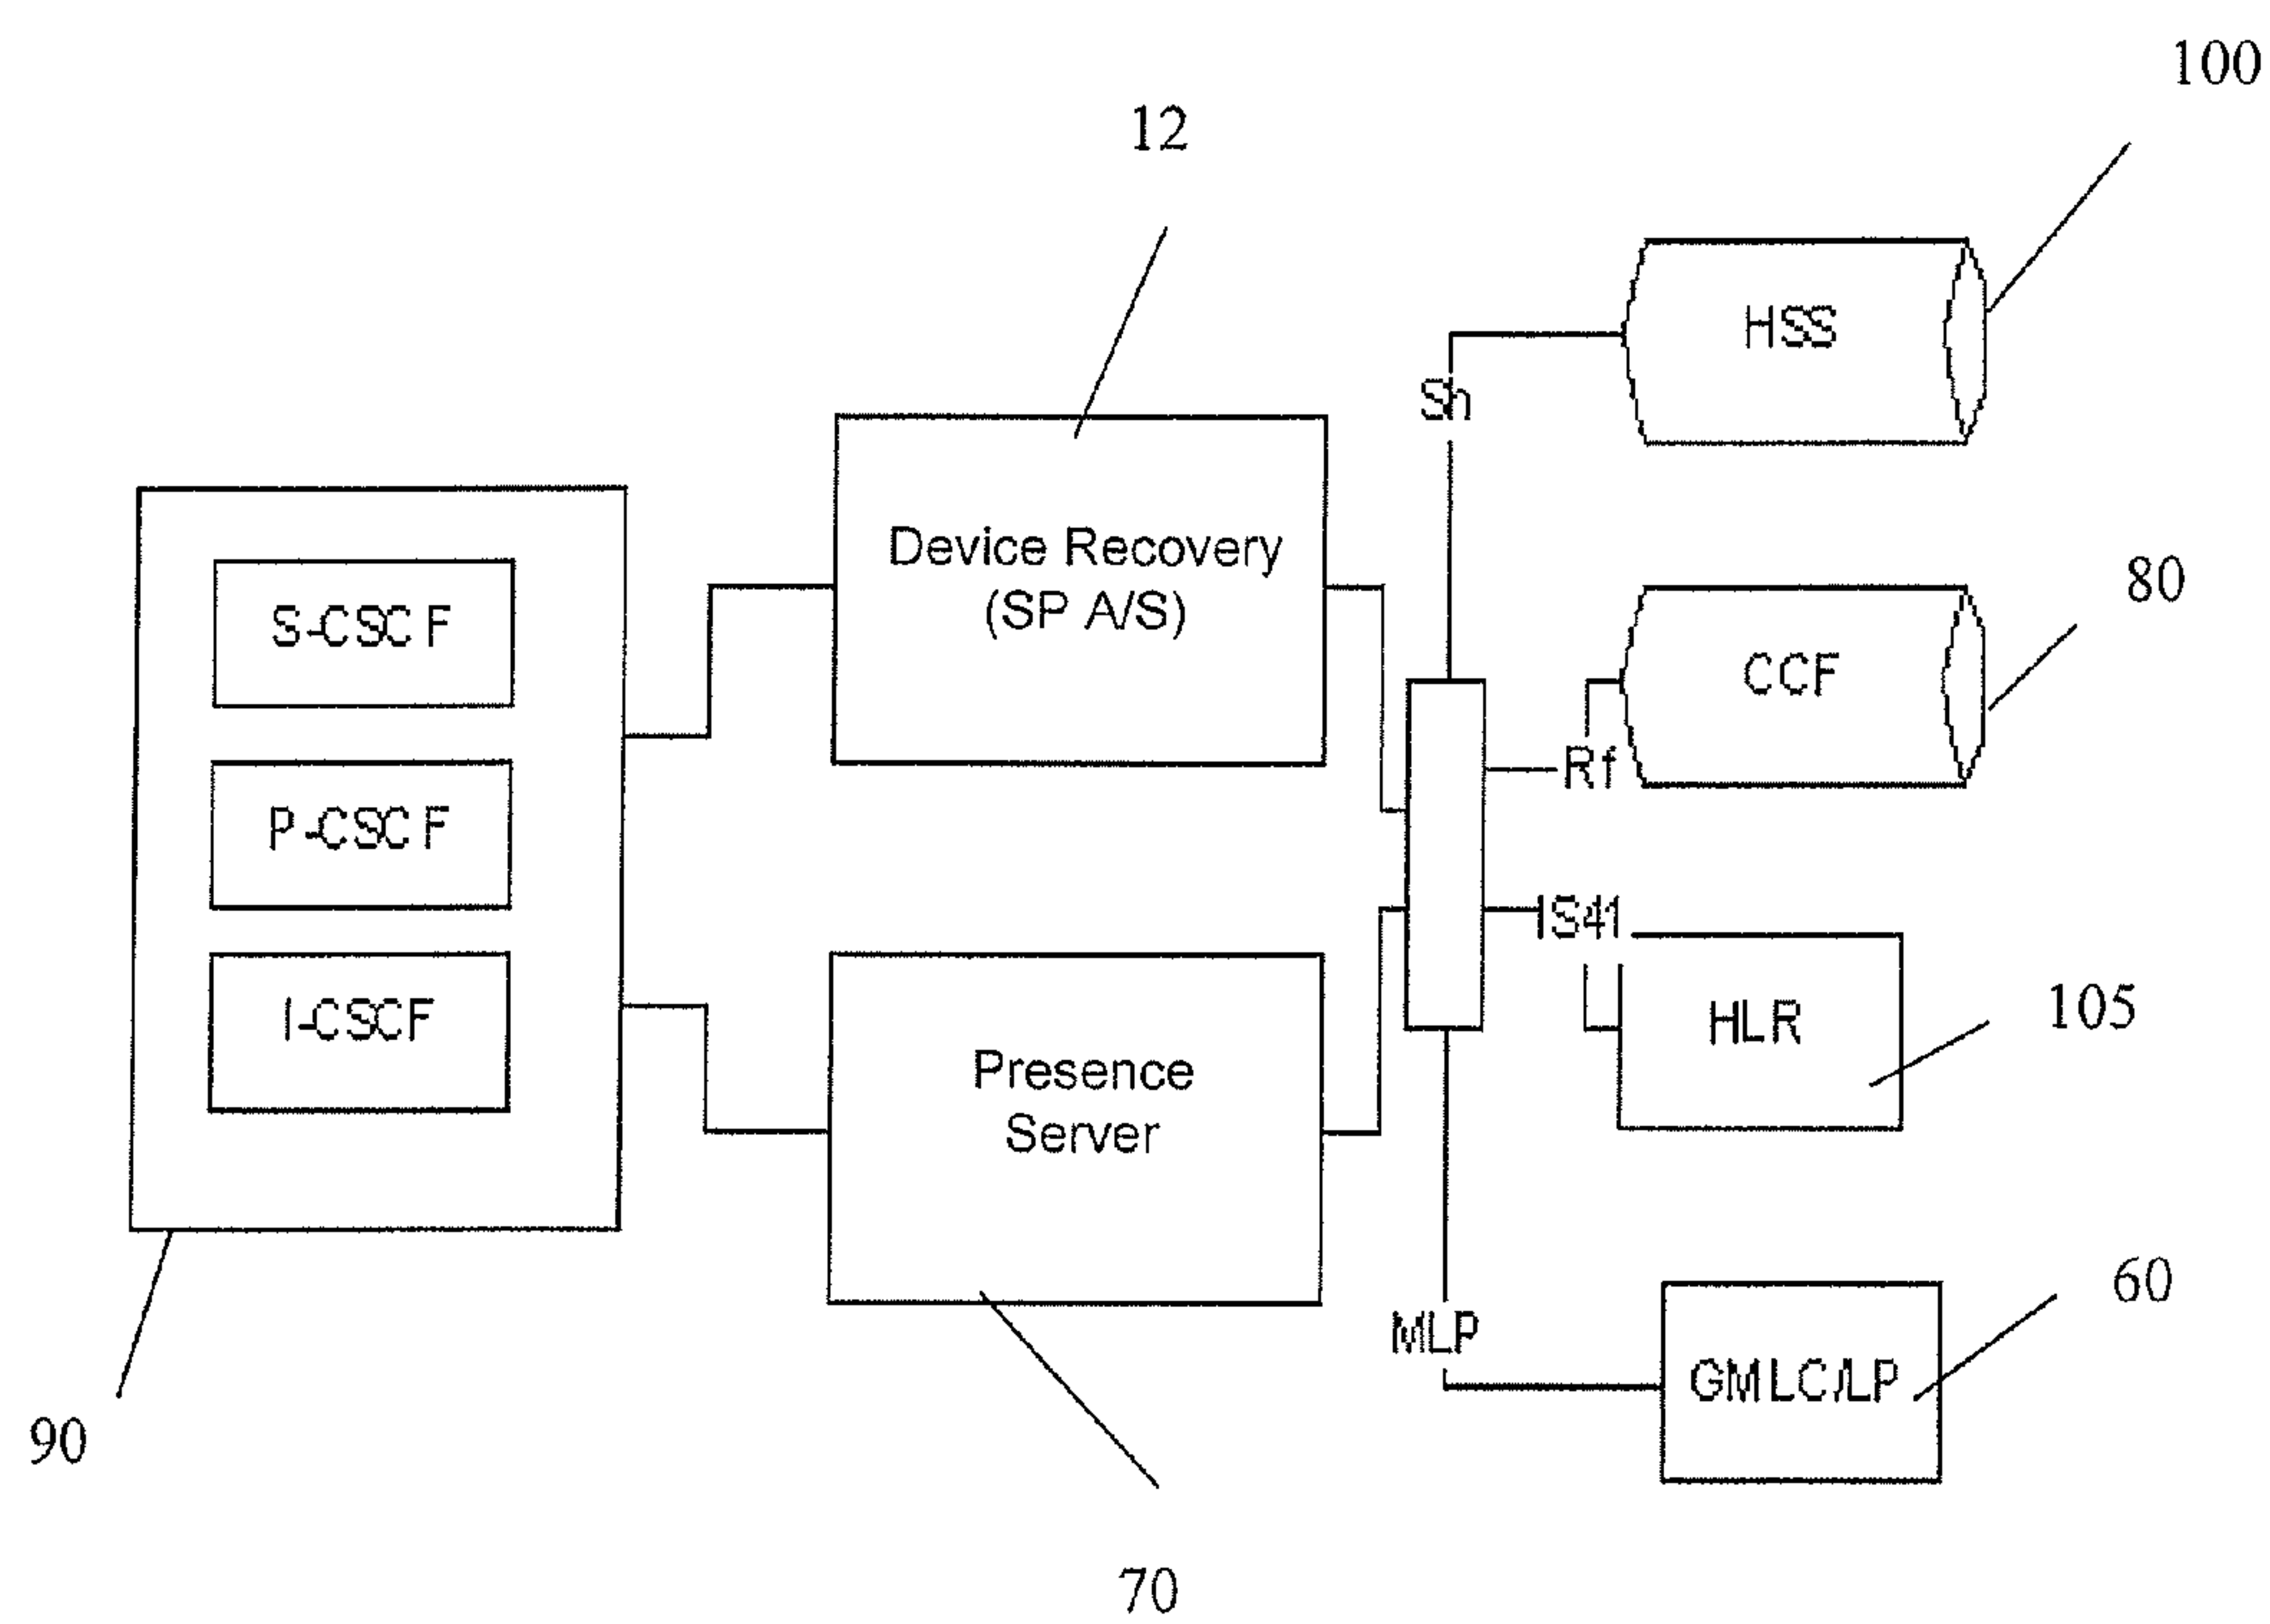 100
12
HSS
Sh
Device Recovery
(SP A/S)
80
S-CSCF
CCF
Rf
P-CSCF
IS41
105
I-CSCF
HLR
Presence
Server
60
MLP
GMLC/LP
90
70